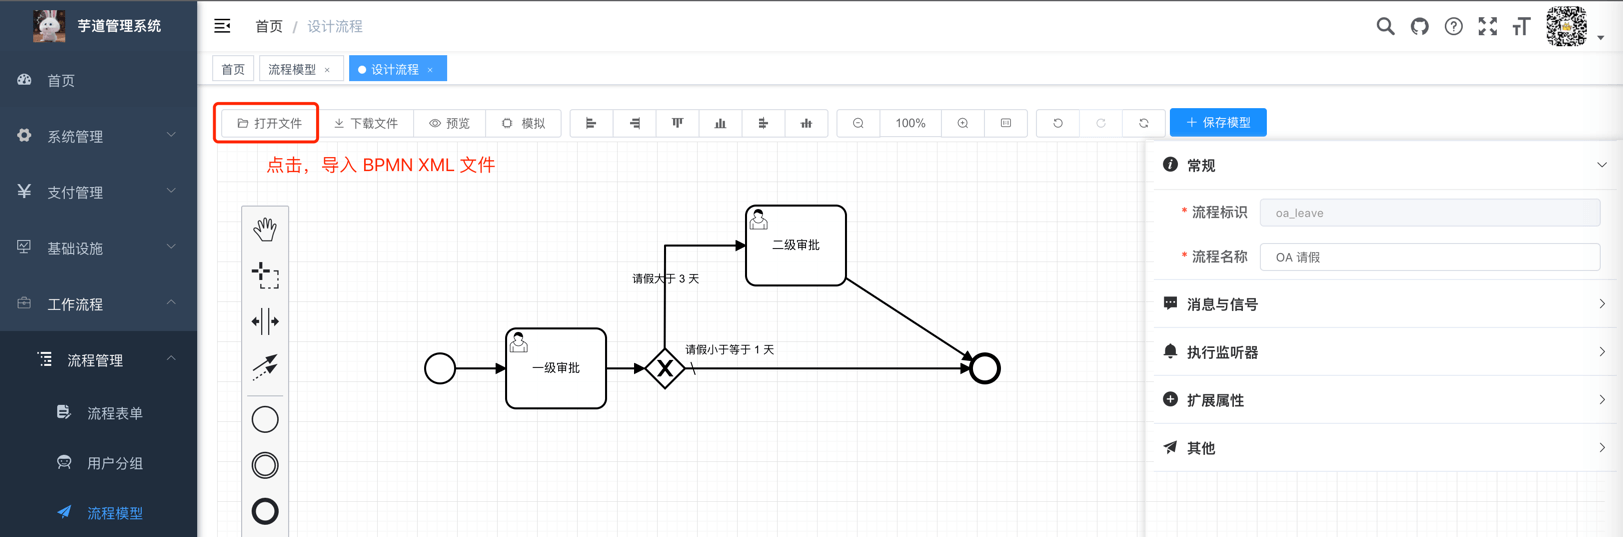 芋道管理系统
首页 / 设计流程
首页
流程模型 ×
设计流程 ×
首页
系统管理
支付管理
基础设施
工作流程
流程管理
流程表单
用户分组
流程模型
打开文件
下载文件
预览
模拟
100%
+ 保存模型
点击，导入 BPMN XML 文件
二级审批
请假大于 3 天
请假小于等于 1 天
一级审批
常规
* 流程标识 oa_leave
* 流程名称 OA 请假
消息与信号
执行监听器
扩展属性
其他